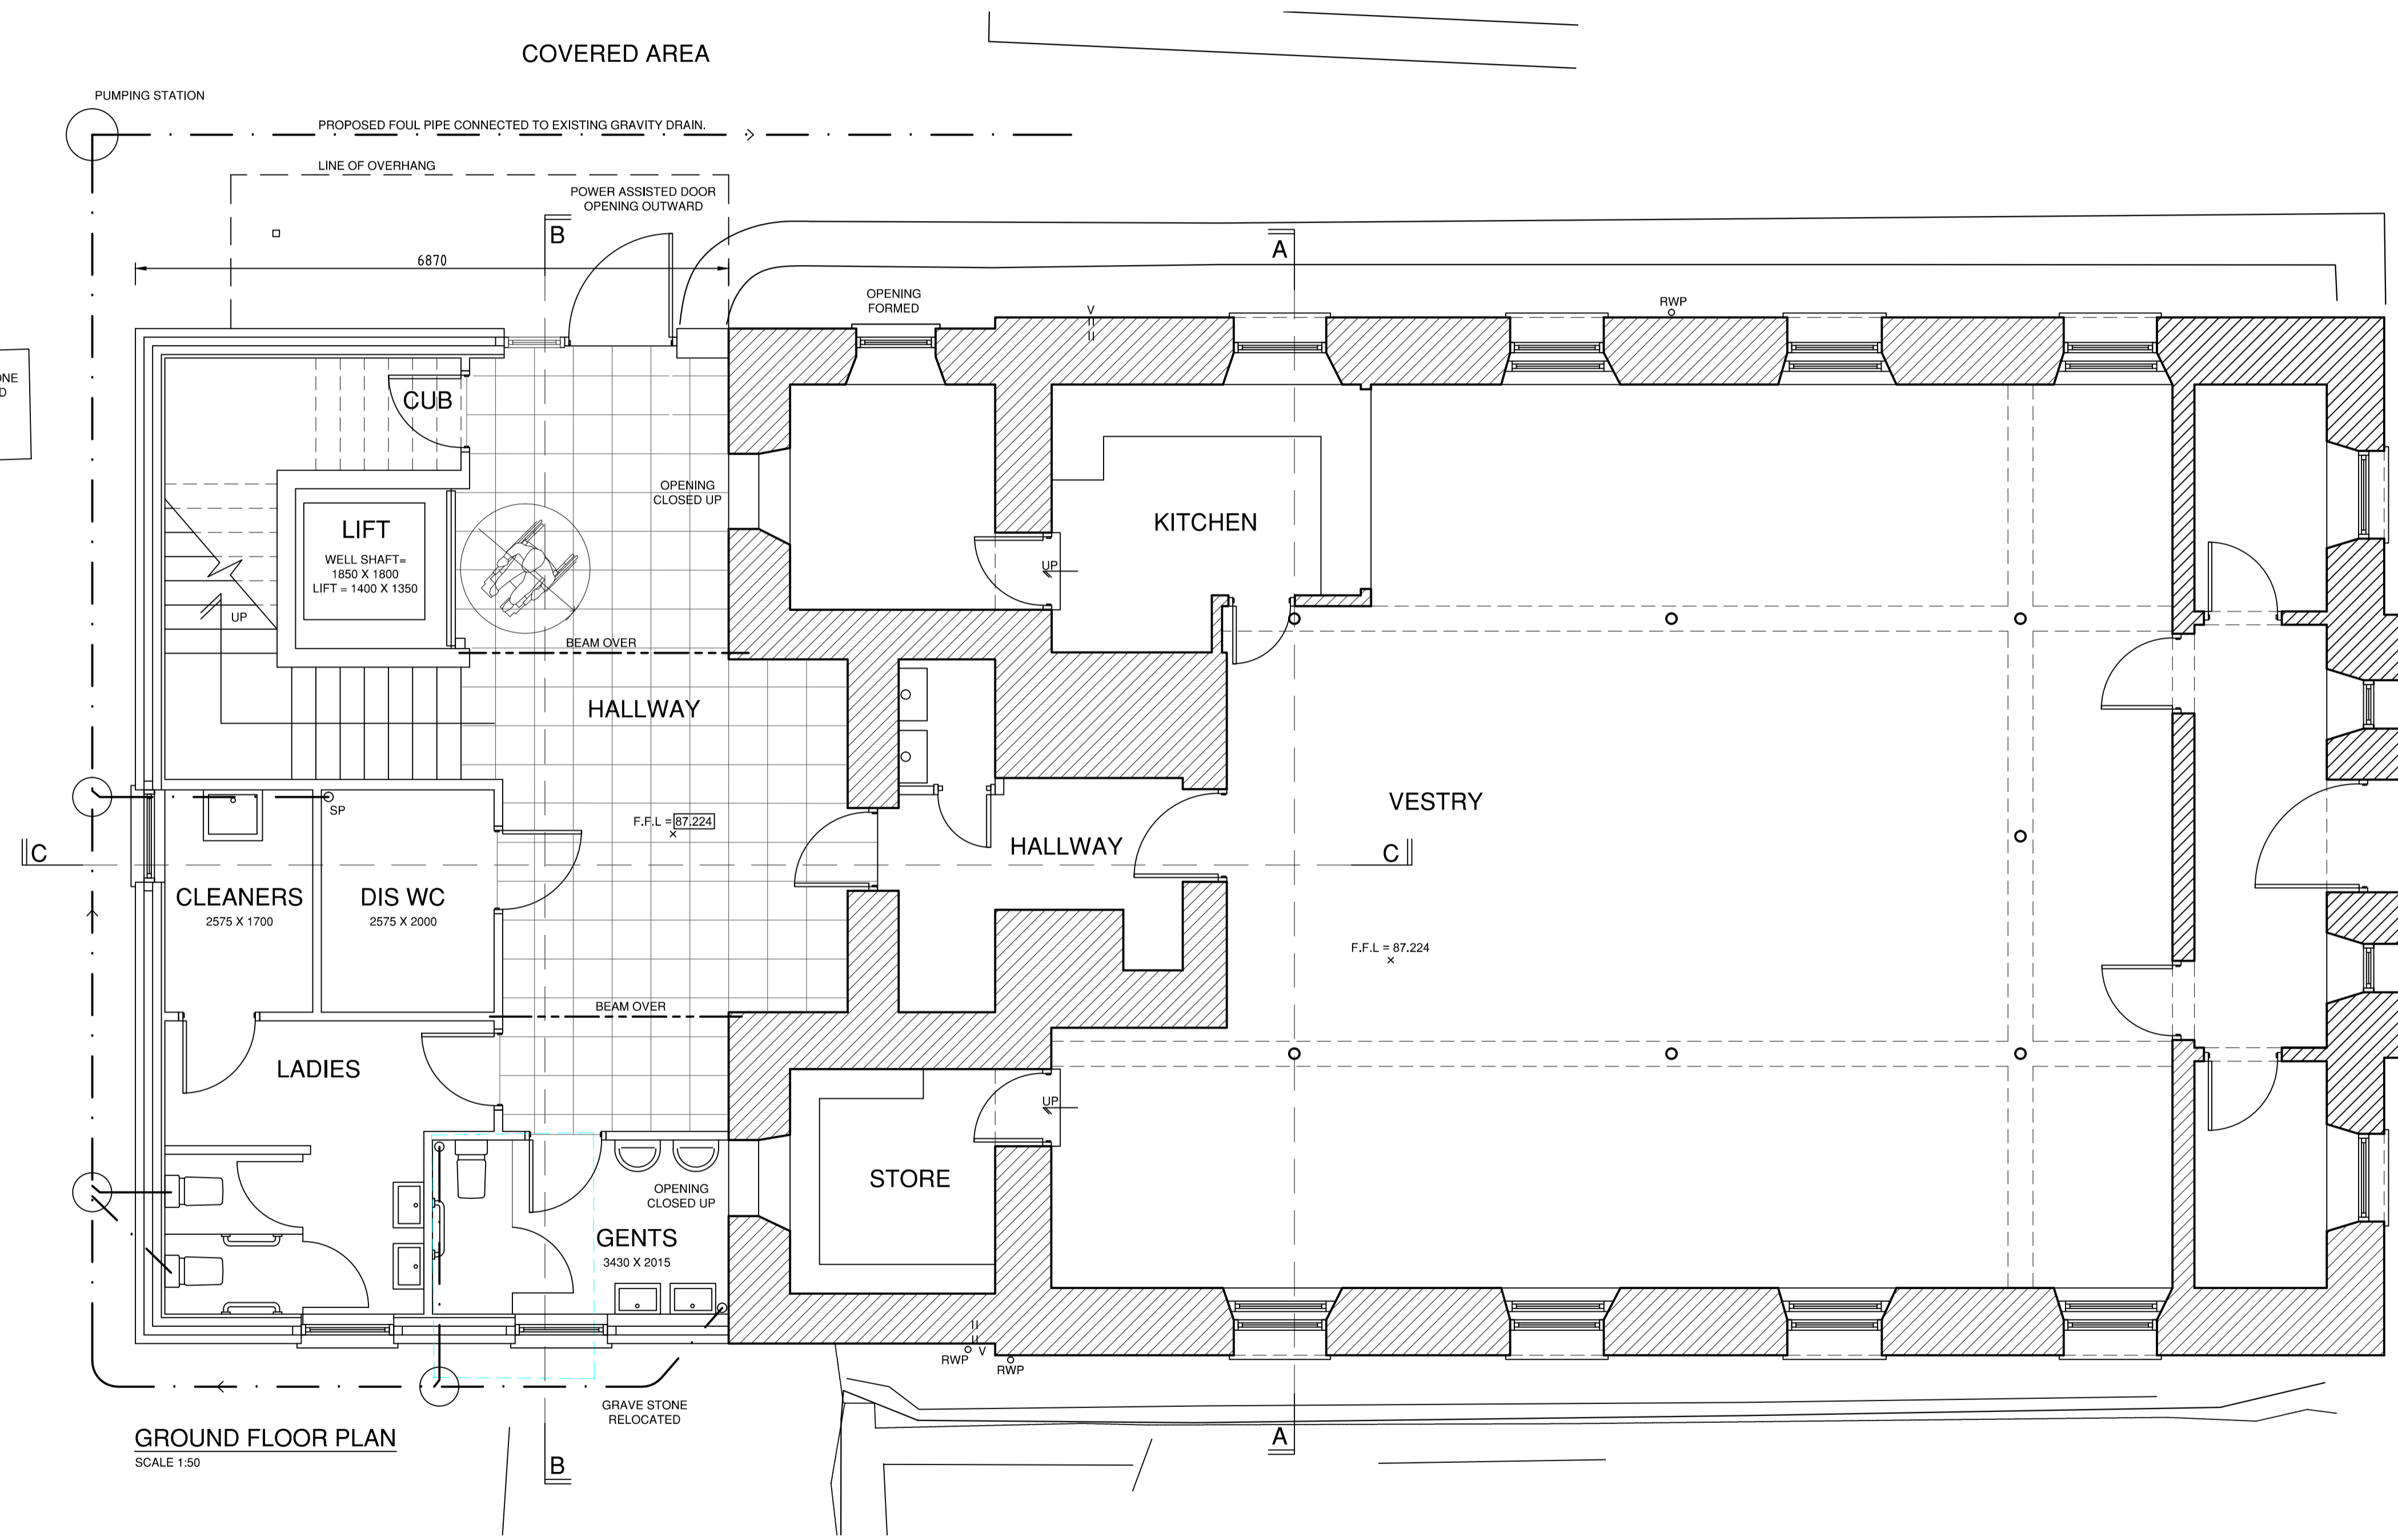 COVERED AREA
PUMPING STATION
PROPOSED FOUL PIPE CONNECTED TO EXISTING GRAVITY DRAIN.
LINE OF OVERHANG
POWER ASSISTED DOOR
OPENING OUTWARD
B
A
6870
OPENING
FORMED
V
RWP
NE
D
CUB
OPENING
CLOSED UP
LIFT
WELL SHAFT=
1850 X 1800
LIFT = 1400 X 1350
KITCHEN
UP
UP
BEAM OVER
HALLWAY
SP
F.F.L = 87.224
VESTRY
C
HALLWAY
C
CLEANERS
2575 X 1700
DIS WC
2575 X 2000
F.F.L = 87.224
BEAM OVER
LADIES
UP
STORE
OPENING
CLOSED UP
GENTS
3430 X 2015
RWP
V
RWP
GRAVE STONE
RELOCATED
GROUND FLOOR PLAN
SCALE 1:50
B
A